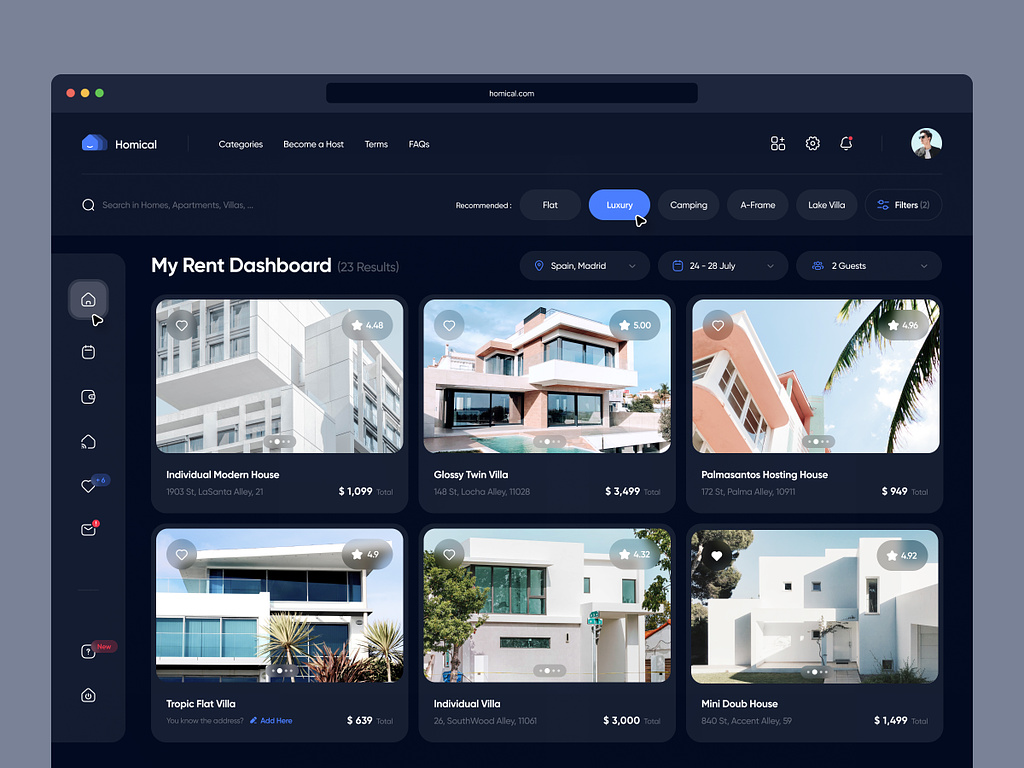 homical.com
Homical
Categories Become a Host Terms FAQs
Search in Homes, Apartments, Villas, ...
Recommended : Flat Luxury Camping A-Frame Lake Villa Filters (2)
My Rent Dashboard (23 Results)
Spain, Madrid 24 - 28 July 2 Guests
4.48 5.00 4.96
Individual Modern House
1903 St, LaSanta Alley, 21 $ 1,099 Total
Glossy Twin Villa
148 St, Locha Alley, 11028 $ 3,499 Total
Palmasantos Hosting House
172 St, Palma Alley, 10911 $ 949 Total
+ 6
!
? New
4.9 4.32 4.92
Tropic Flat Villa
You know the address? Add Here $ 639 Total
Individual Villa
26, SouthWood Alley, 11061 $ 3,000 Total
Mini Doub House
840 St, Accent Alley, 59 $ 1,499 Total